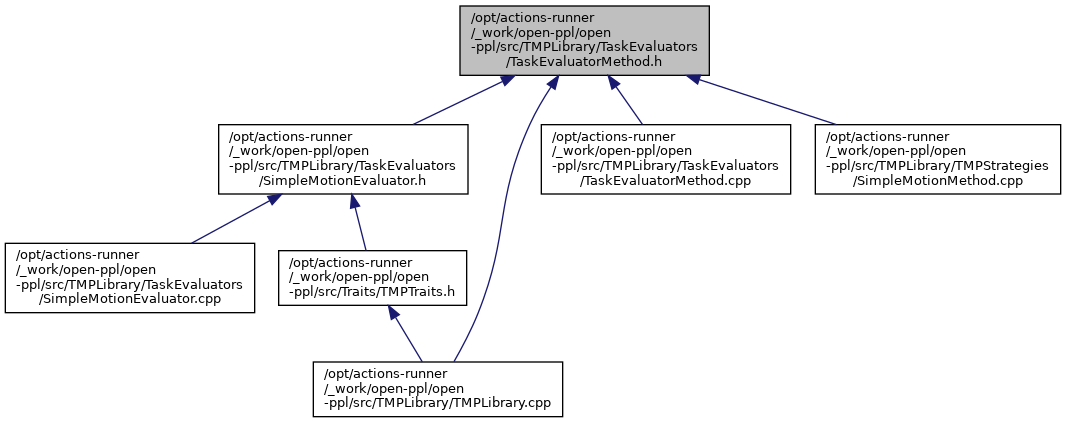 /opt/actions-runner
/_work/open-ppl/open
-ppl/src/TMPLibrary/TaskEvaluators
/TaskEvaluatorMethod.h
/opt/actions-runner
/_work/open-ppl/open
-ppl/src/TMPLibrary/TaskEvaluators
/SimpleMotionEvaluator.h
/opt/actions-runner
/_work/open-ppl/open
-ppl/src/TMPLibrary/TaskEvaluators
/TaskEvaluatorMethod.cpp
/opt/actions-runner
/_work/open-ppl/open
-ppl/src/TMPLibrary/TMPStrategies
/SimpleMotionMethod.cpp
/opt/actions-runner
/_work/open-ppl/open
-ppl/src/TMPLibrary/TaskEvaluators
/SimpleMotionEvaluator.cpp
/opt/actions-runner
/_work/open-ppl/open
-ppl/src/Traits/TMPTraits.h
/opt/actions-runner
/_work/open-ppl/open
-ppl/src/TMPLibrary/TMPLibrary.cpp